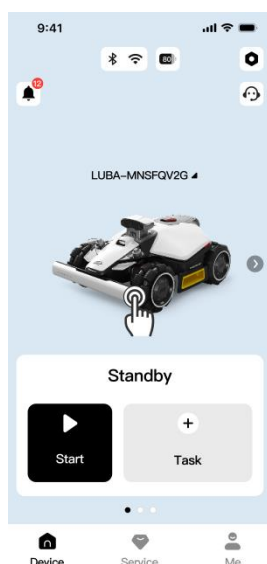 9:41
80
12
LUBA-MNSFQV2G
Standby
Start
Task
Device
Service
Me